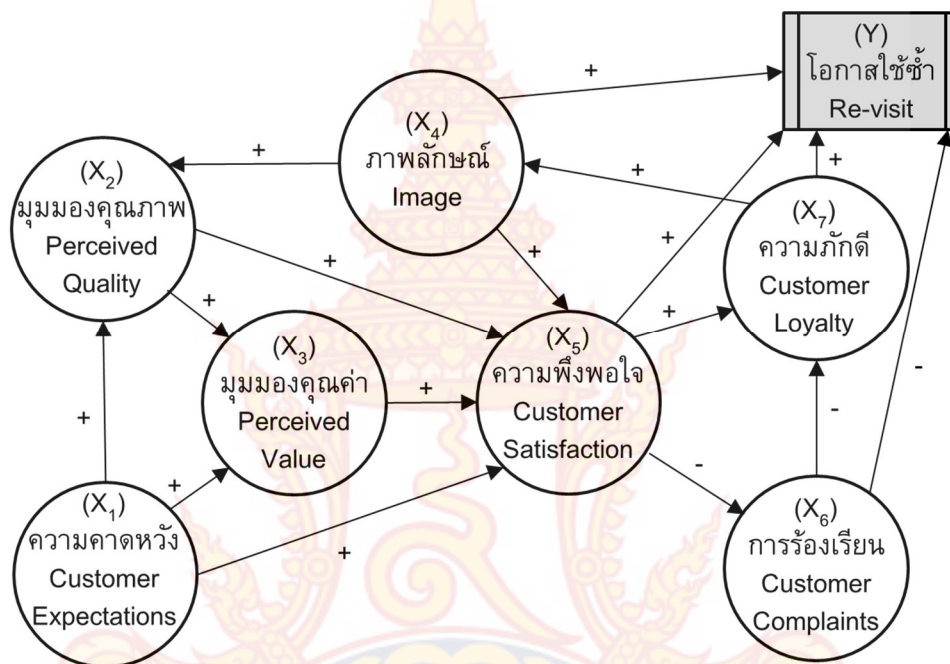 (Y)
โอกาสใช้ซ้ำ
Re-visit
+
(X4)
ภาพลักษณ์
Image
+
+
(X2)
มุมมองคุณภาพ
Perceived
Quality
(X7)
ความภักดี
Customer
Loyalty
+
+
+
+
+
+
(X3)
มุมมองคุณค่า
Perceived
Value
(X5)
ความพึงพอใจ
Customer
Satisfaction
+
-
+
-
+
-
+
(X1)
ความคาดหวัง
Customer
Expectations
(X6)
การร้องเรียน
Customer
Complaints